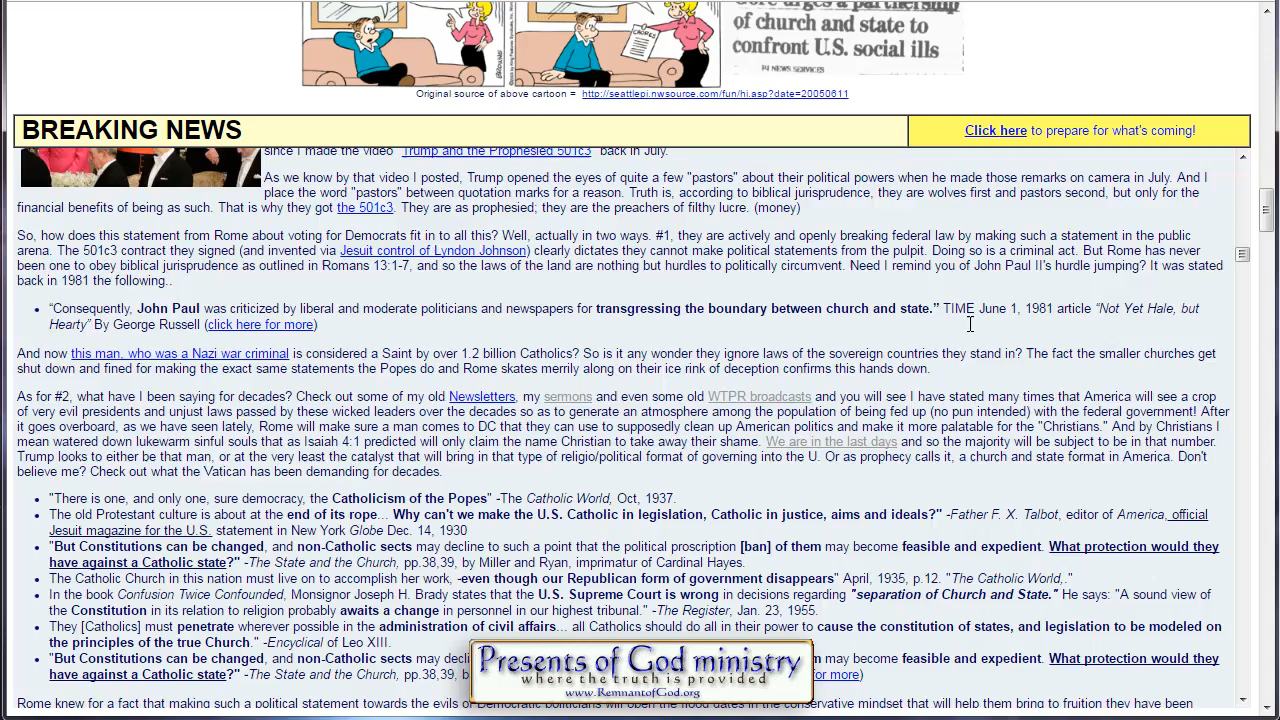 CHORES
Gore urges a partnership
of church and state to
confront U.S. social ills
P-I NEWS SERVICES
Original source of above cartoon = http://seattlepi.nwsource.com/fun/hi.asp?date=20050611
BREAKING NEWS
Click here to prepare for what's coming!
since I made the video "Trump and the Prophesied 501c3" back in July.
As we know by that video I posted, Trump opened the eyes of quite a few "pastors" about their political powers when he made those remarks on camera in July. And I
place the word "pastors" between quotation marks for a reason. Truth is, according to biblical jurisprudence, they are wolves first and pastors second, but only for the
financial benefits of being as such. That is why they got the 501c3. They are as prophesied; they are the preachers of filthy lucre. (money)
So, how does this statement from Rome about voting for Democrats fit in to all this? Well, actually in two ways. #1, they are actively and openly breaking federal law by making such a statement in the public
arena. The 501c3 contract they signed (and invented via Jesuit control of Lyndon Johnson) clearly dictates they cannot make political statements from the pulpit. Doing so is a criminal act. But Rome has never
been one to obey biblical jurisprudence as outlined in Romans 13:1-7, and so the laws of the land are nothing but hurdles to politically circumvent. Need I remind you of John Paul II's hurdle jumping? It was stated
back in 1981 the following..
• “Consequently, John Paul was criticized by liberal and moderate politicians and newspapers for transgressing the boundary between church and state.” TIME June 1, 1981 article “Not Yet Hale, but
Hearty” By George Russell (click here for more)
And now this man, who was a Nazi war criminal is considered a Saint by over 1.2 billion Catholics? So is it any wonder they ignore laws of the sovereign countries they stand in? The fact the smaller churches get
shut down and fined for making the exact same statements the Popes do and Rome skates merrily along on their ice rink of deception confirms this hands down.
As for #2, what have I been saying for decades? Check out some of my old Newsletters, my sermons and even some old WTPR broadcasts and you will see I have stated many times that America will see a crop
of very evil presidents and unjust laws passed by these wicked leaders over the decades so as to generate an atmosphere among the population of being fed up (no pun intended) with the federal government! After
it goes overboard, as we have seen lately, Rome will make sure a man comes to DC that they can use to supposedly clean up American politics and make it more palatable for the "Christians." And by Christians I
mean watered down lukewarm sinful souls that as Isaiah 4:1 predicted will only claim the name Christian to take away their shame. We are in the last days and so the majority will be subject to be in that number.
Trump looks to either be that man, or at the very least the catalyst that will bring in that type of religio/political format of governing into the U. Or as prophecy calls it, a church and state format in America. Don't
believe me? Check out what the Vatican has been demanding for decades.
• "There is one, and only one, sure democracy, the Catholicism of the Popes" -The Catholic World, Oct, 1937.
• The old Protestant culture is about at the end of its rope... Why can't we make the U.S. Catholic in legislation, Catholic in justice, aims and ideals?" -Father F. X. Talbot, editor of America, official
Jesuit magazine for the U.S. statement in New York Globe Dec. 14, 1930
• "But Constitutions can be changed, and non-Catholic sects may decline to such a point that the political proscription [ban] of them may become feasible and expedient. What protection would they
have against a Catholic state?" -The State and the Church, pp.38,39, by Miller and Ryan, imprimatur of Cardinal Hayes.
• The Catholic Church in this nation must live on to accomplish her work, -even though our Republican form of government disappears" April, 1935, p.12. "The Catholic World,."
• In the book Confusion Twice Confounded, Monsignor Joseph H. Brady states that the U.S. Supreme Court is wrong in decisions regarding "separation of Church and State." He says: "A sound view of
the Constitution in its relation to religion probably awaits a change in personnel in our highest tribunal." -The Register, Jan. 23, 1955.
• They [Catholics] must penetrate wherever possible in the administration of civil affairs... all Catholics should do all in their power to cause the constitution of states, and legislation to be modeled on
the principles of the true Church." -Encyclical of Leo XIII.
• "But Constitutions can be changed, and non-Catholic sects may decl m may become feasible and expedient. What protection would they
have against a Catholic state?" -The State and the Church, pp.38,39, b for more)
Presents of God ministry
where the truth is provided
www.RemnantofGod.org
Rome knew for a fact that making such a political statement towards the evils of Democratic politicians will open the flood gates in the conservative mindset that will help them bring to fruition they have been